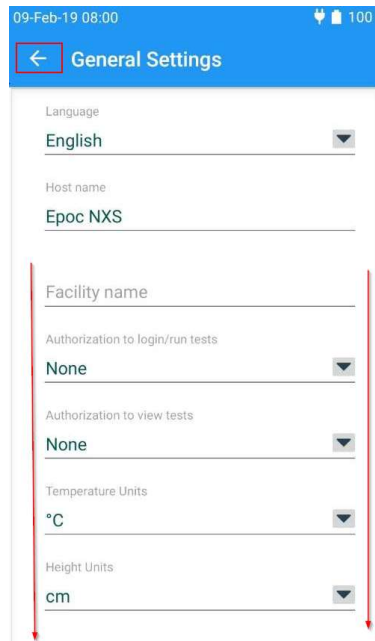 09-Feb-19 08:00 100
General Settings
Language
English
Host name
Epoc NXS
Facility name
Authorization to login/run tests
None
Authorization to view tests
None
Temperature Units
°C
Height Units
cm